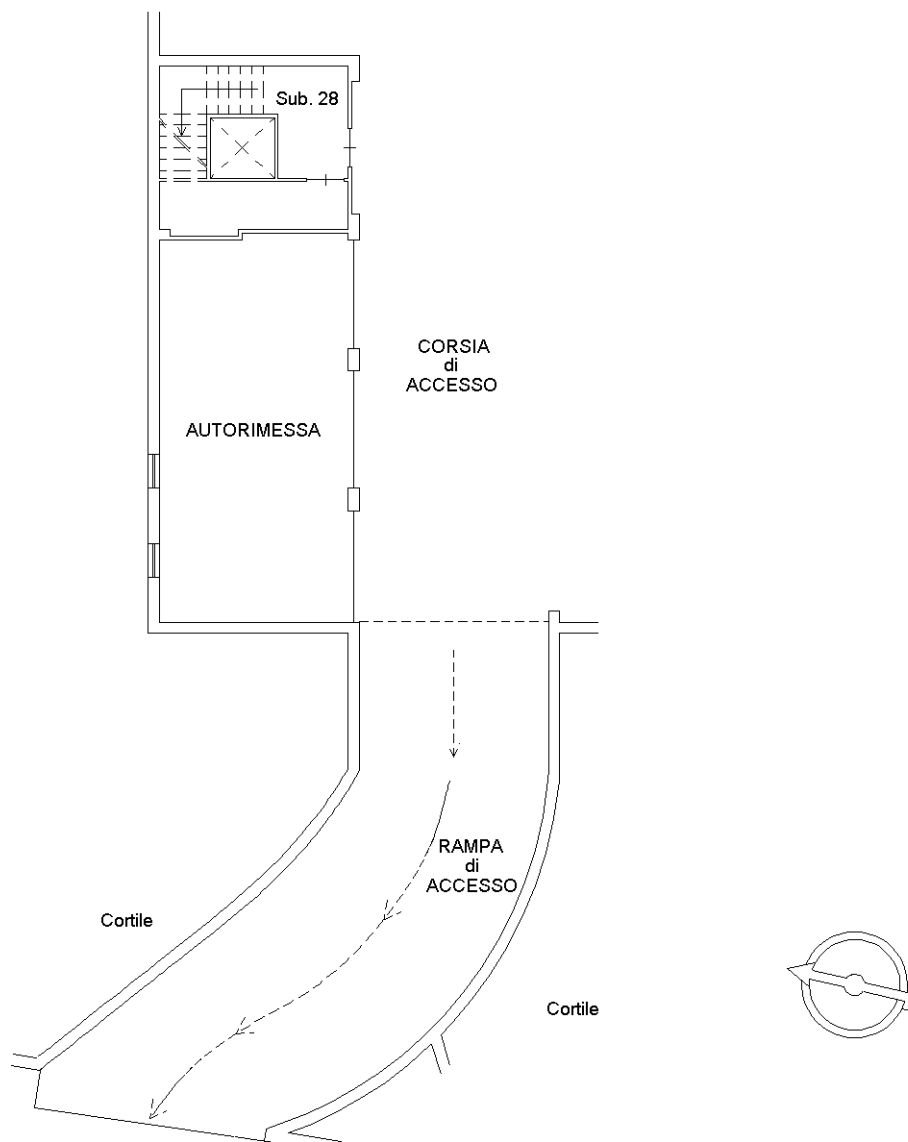 Sub. 28
CORSIA
di
ACCESSO
AUTORIMESSA
RAMPA
di
ACCESSO
Cortile
Cortile